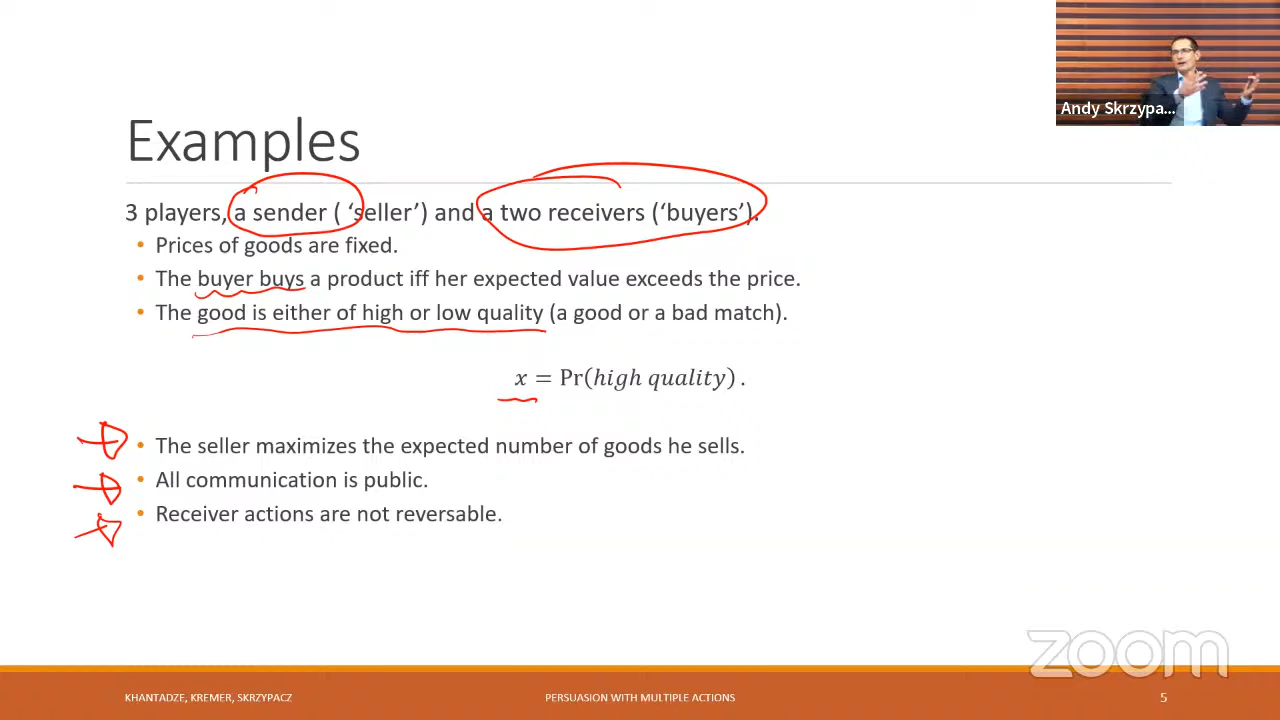 Andy Skrzypa...
Examples
3 players, a sender ( ‘seller’) and a two receivers (‘buyers’).
• Prices of goods are fixed.
• The buyer buys a product iff her expected value exceeds the price.
• The good is either of high or low quality (a good or a bad match).
x = Pr(high quality).
• The seller maximizes the expected number of goods he sells.
• All communication is public.
• Receiver actions are not reversable.
zoom
KHANTADZE, KREMER, SKRZYPACZ PERSUASION WITH MULTIPLE ACTIONS 5